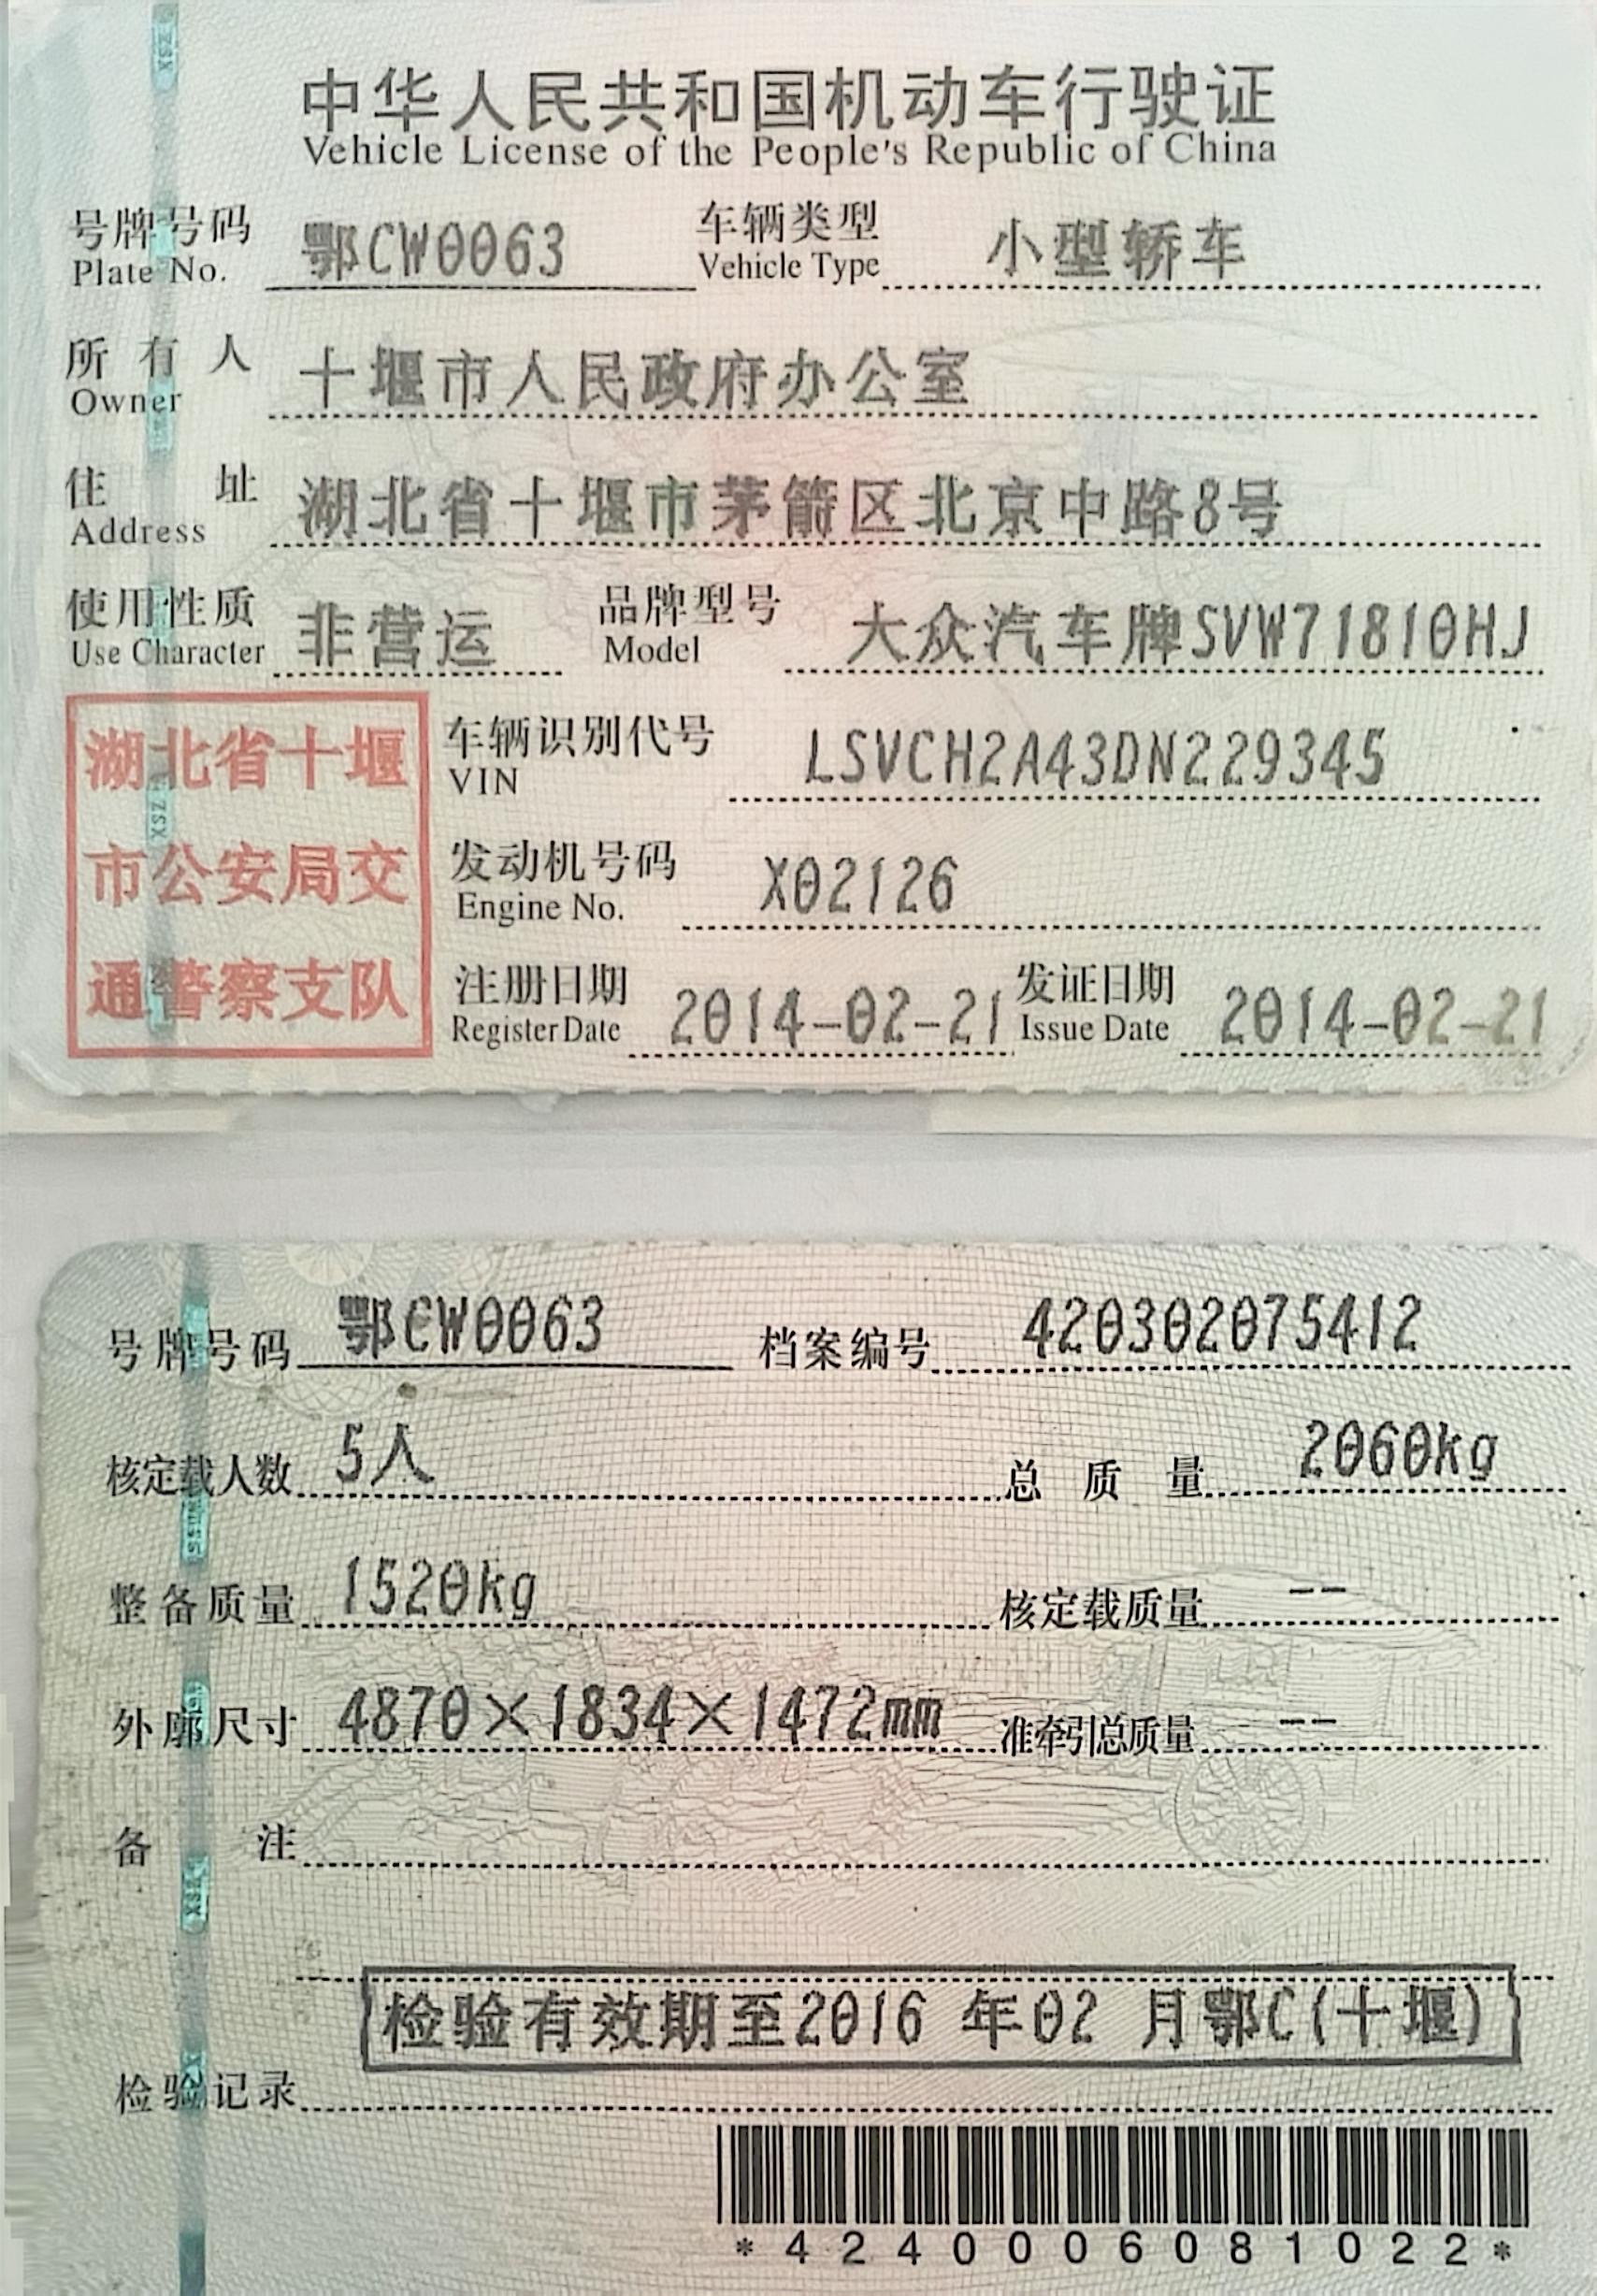 中华人民共和国机动车行驶证
Vehicle License of the People's Republic of China
号牌号码 鄂CW0063 车辆类型 小型轿车
Plate No. Vehicle Type
所有人 十堰市人民政府办公室
Owner
住址 湖北省十堰市茅箭区北京中路8号
Address
使用性质 非营运 品牌型号 大众汽车牌SVW71810HJ
Use Character Model
湖北省十堰
市公安局交
通警察支队
车辆识别代号 LSVCH2A43DN229345
VIN
发动机号码 X02126
Engine No.
注册日期 2014-02-21 发证日期 2014-02-21
Register Date Issue Date
号牌号码 鄂CW0063 档案编号 420302075412
核定载人数 5人 总质量 2060kg
整备质量 1520kg 核定载质量 --
外廓尺寸 4870×1834×1472mm 准牵引总质量 --
备注
检验有效期至2016 年02 月鄂C(十堰)
检验记录
*4240006081022*